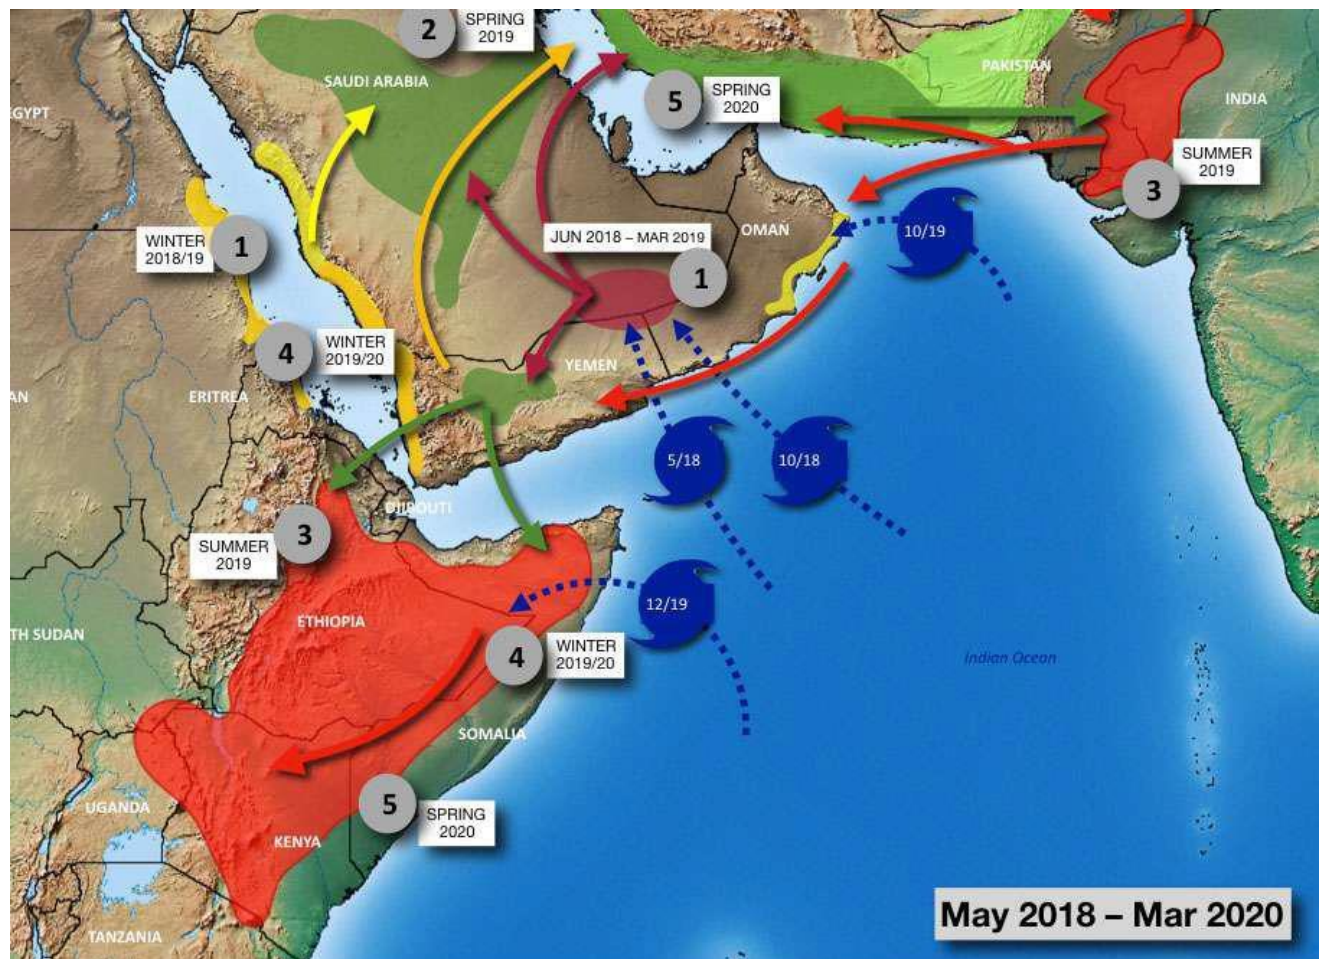 2
SPRING
2019
SAUDI ARABIA
5
SPRING
2020
PAKISTAN
INDIA
EGYPT
SUMMER
2019
3
WINTER
2018/19
1
JUN 2018 – MAR 2019
1
OMAN
10/19
4
WINTER
2019/20
YEMEN
AN
ERITREA
5/18
10/18
DJIBOUTI
3
SUMMER
2019
12/19
ETHIOPIA
TH SUDAN
4
WINTER
2019/20
Indian Ocean
SOMALIA
UGANDA
5
SPRING
2020
KENYA
May 2018 – Mar 2020
TANZANIA